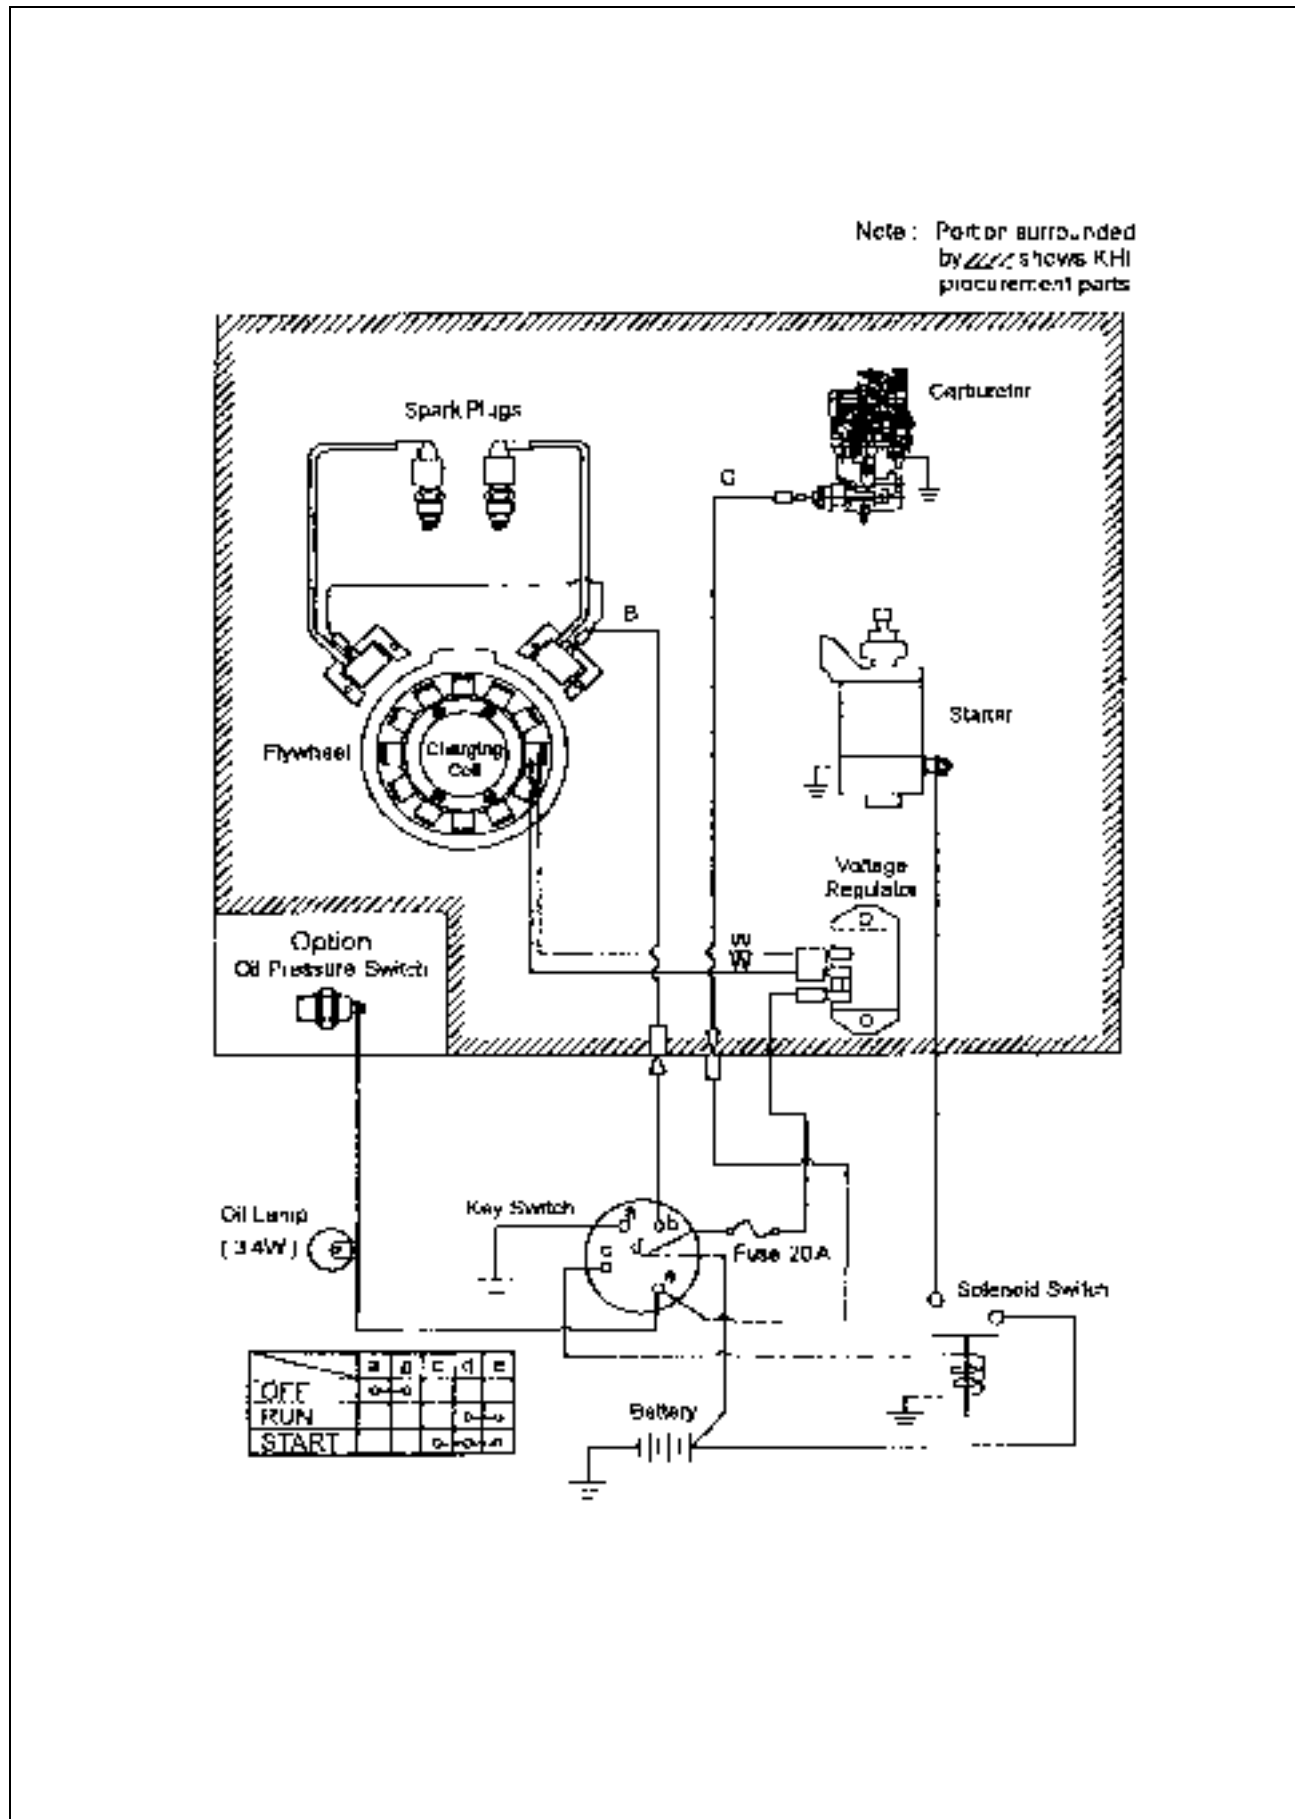 Note : Portion surrounded
by shows KHI
procurement parts
Carburetor
Spark Plugs
G
B
Starter
Flywheel
Charging
Coil
Voltage
Regulator
W
W
Option
Oil Pressure Switch
Key Switch
b
c
Oil Lamp
( 3.4W )
Fuse 20A
Solenoid Switch
a c d e
OFF
RUN
START
Battery